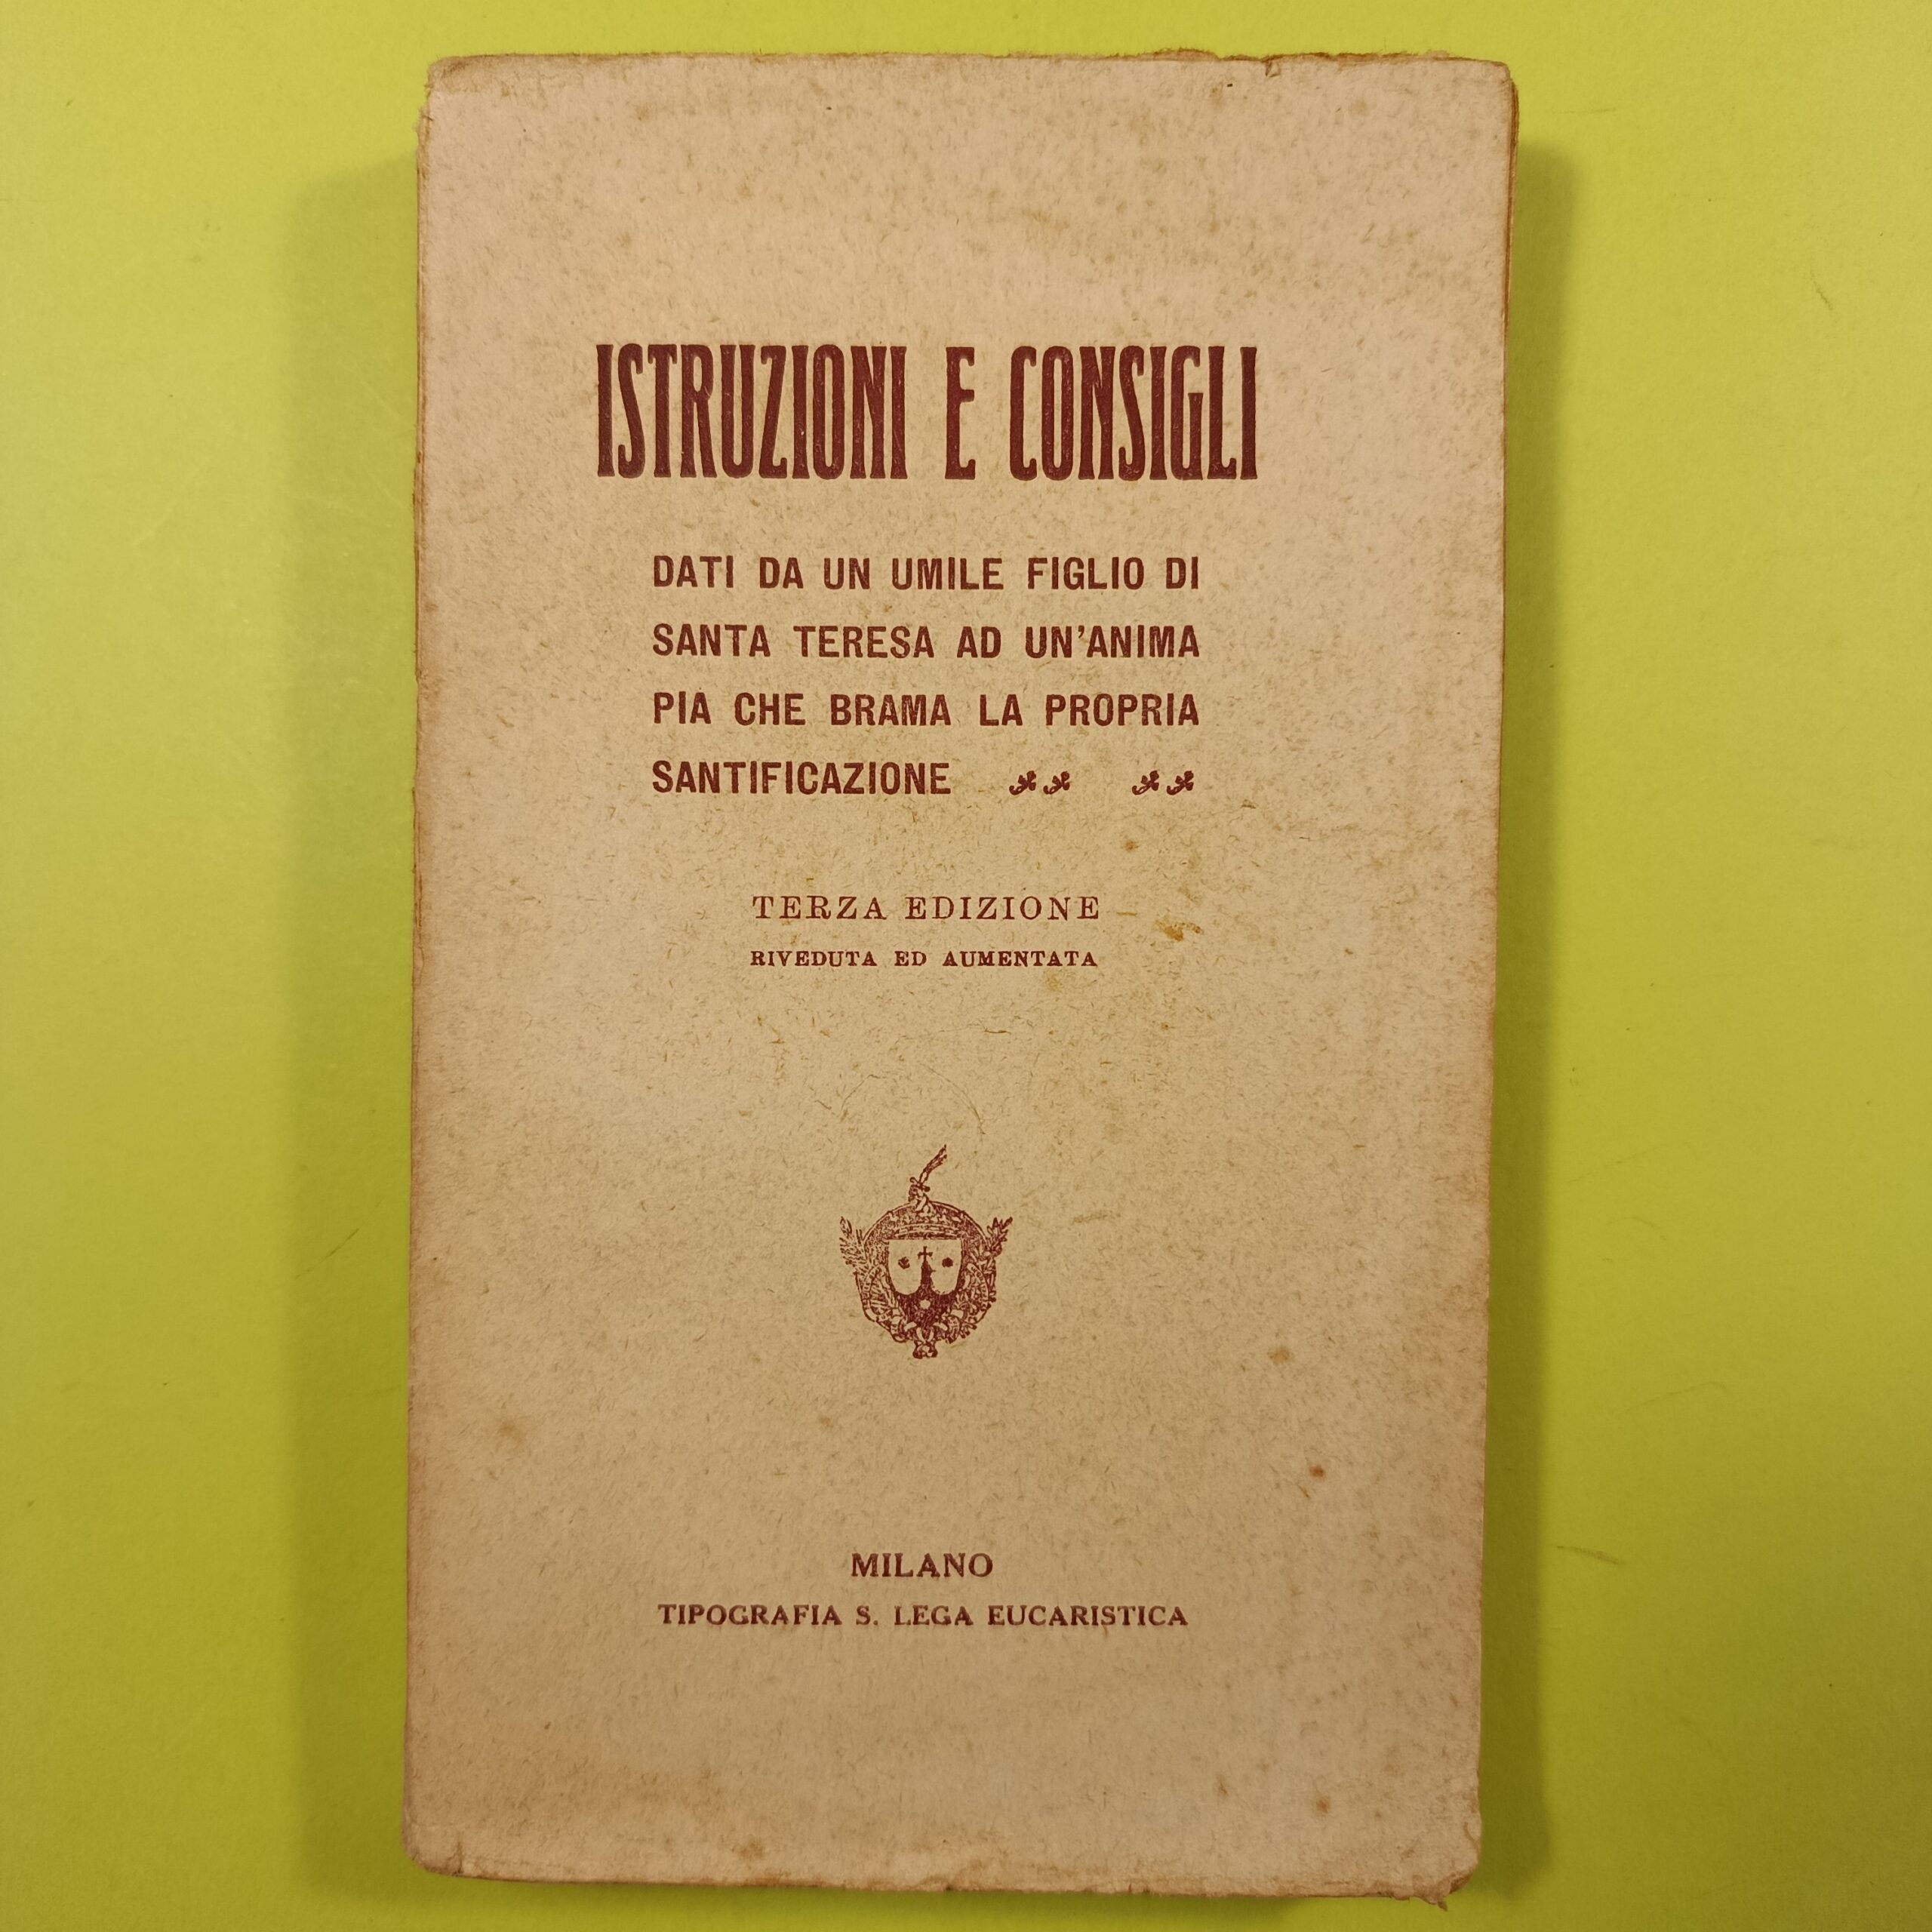 ISTRUZIONI E CONSIGLI
DATI DA UN UMILE FIGLIO DI
SANTA TERESA AD UN'ANIMA
PIA CHE BRAMA LA PROPRIA
SANTIFICAZIONE
TERZA EDIZIONE
RIVEDUTA ED AUMENTATA
MILANO
TIPOGRAFIA S. LEGA EUCARISTICA